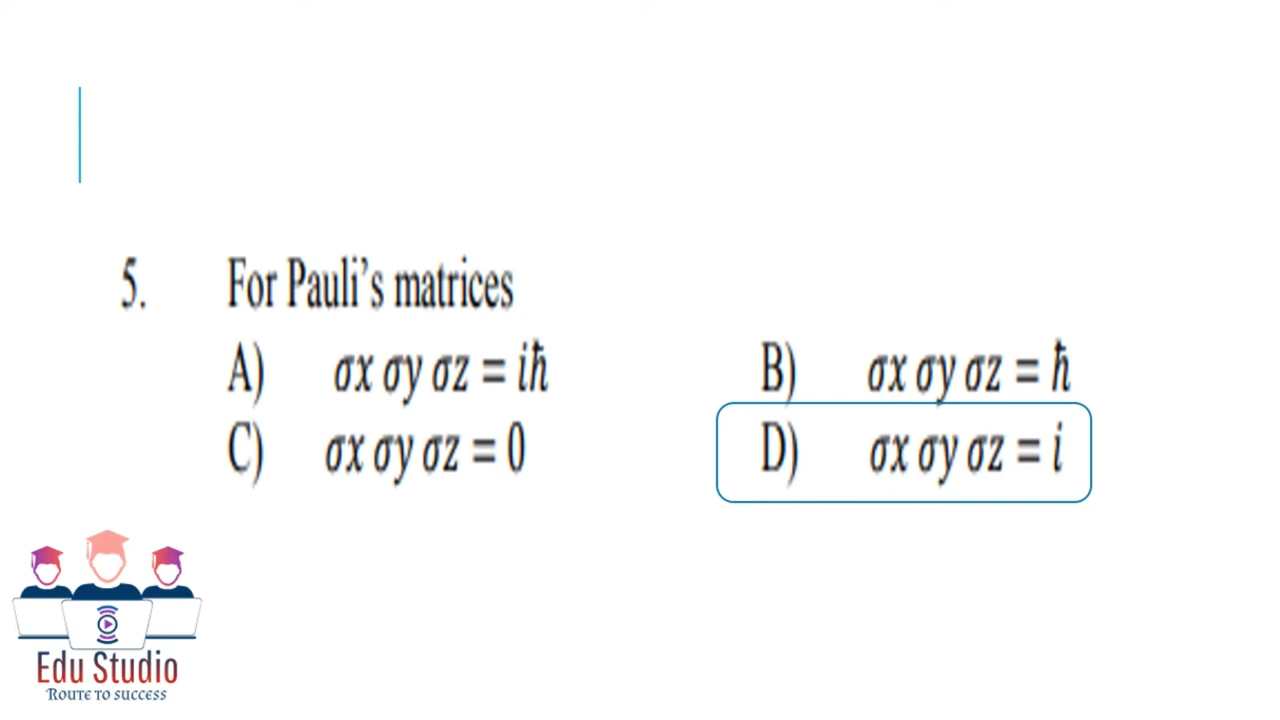 5. For Pauli's matrices
A) σx σy σz = iħ B) σx σy σz = ħ
C) σx σy σz = 0 D) σx σy σz = i
Edu Studio
Route to success